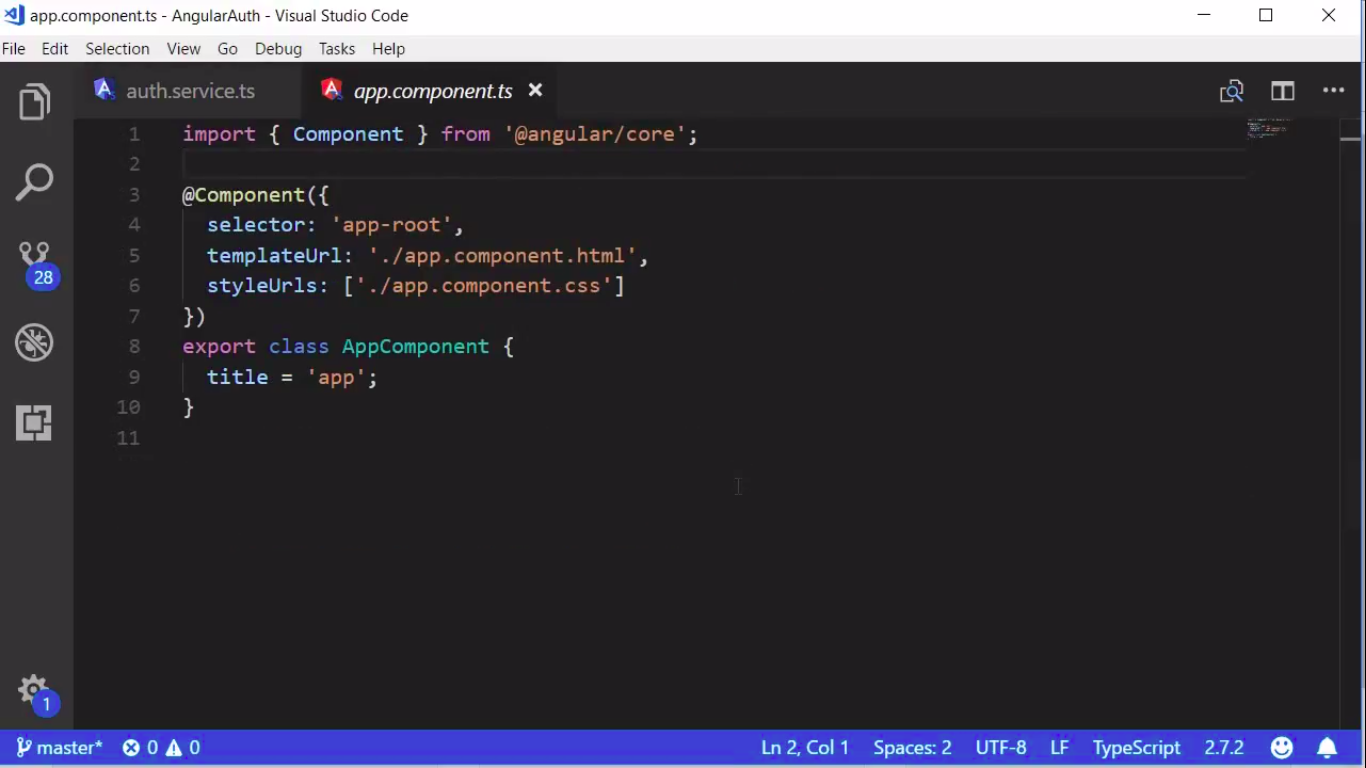 app.component.ts - AngularAuth - Visual Studio Code
File Edit Selection View Go Debug Tasks Help
auth.service.ts app.component.ts
1 import { Component } from '@angular/core';
2
3 @Component({
4   selector: 'app-root',
5   templateUrl: './app.component.html',
6   styleUrls: ['./app.component.css']
7 })
8 export class AppComponent {
9   title = 'app';
10 }
11
28
1
master* 0 0 Ln 2, Col 1 Spaces: 2 UTF-8 LF TypeScript 2.7.2